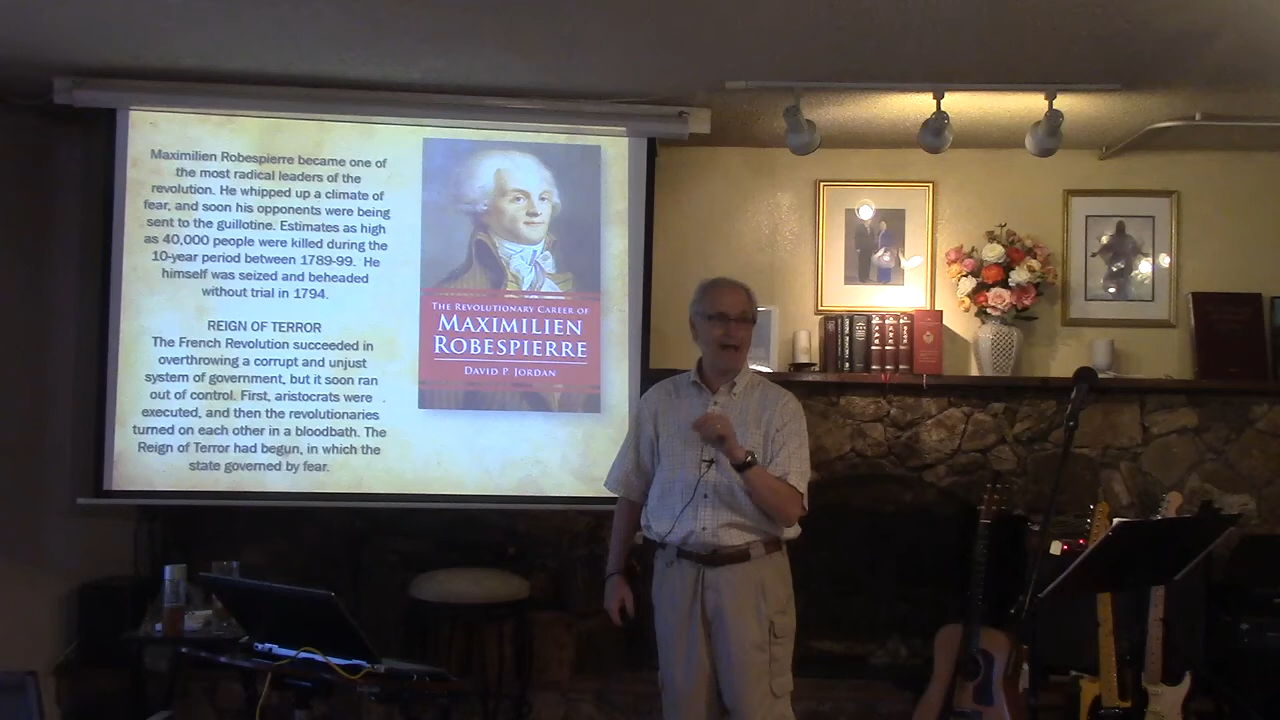 Maximilien Robespierre became one of
the most radical leaders of the
revolution. He whipped up a climate of
fear, and soon his opponents were being
sent to the guillotine. Estimates as high
as 40,000 people were killed during the
10-year period between 1789-99. He
himself was seized and beheaded
without trial in 1794.
REIGN OF TERROR
The French Revolution succeeded in
overthrowing a corrupt and unjust
system of government, but it soon ran
out of control. First, aristocrats were
executed, and then the revolutionaries
turned on each other in a bloodbath. The
Reign of Terror had begun, in which the
state governed by fear.
THE REVOLUTIONARY CAREER OF
MAXIMILIEN
ROBESPIERRE
DAVID P. JORDAN